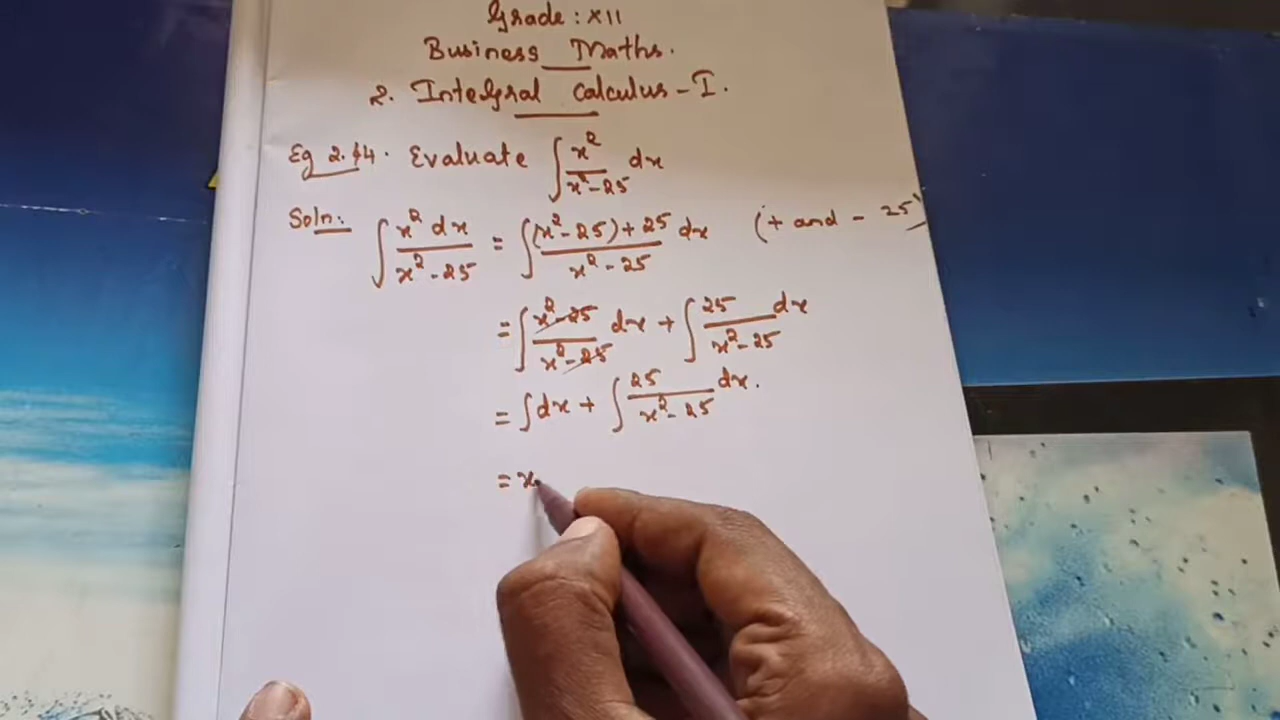 Grade : XII
Business Maths.
2. Integral Calculus - I.
Eg 2.44. Evaluate ∫ x²/(x²-25) dx
Soln: ∫ x² dx/(x²-25) = ∫ ((x²-25)+25)/(x²-25) dx (+ and - 25)
= ∫ (x²-25)/(x²-25) dx + ∫ 25/(x²-25) dx
= ∫ dx + ∫ 25/(x²-25) dx.
= x